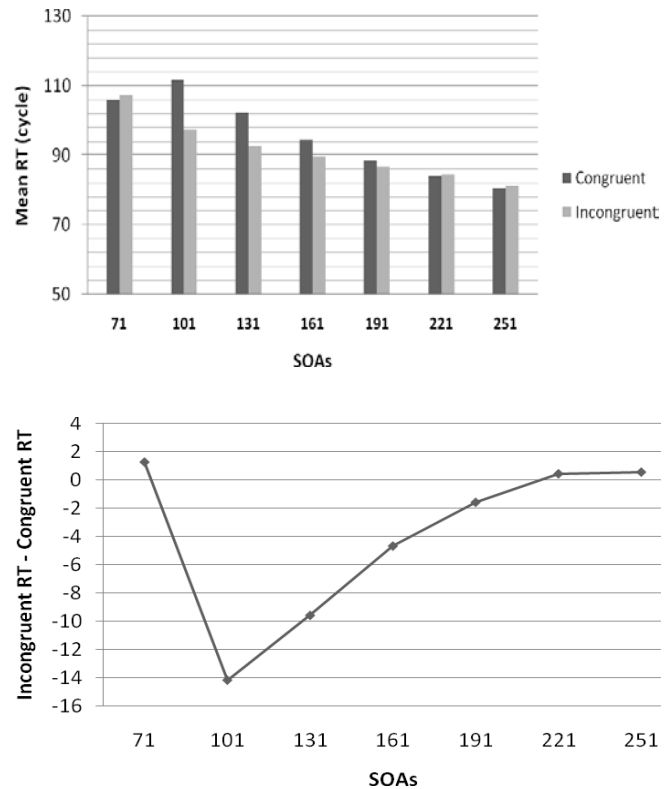 130
110
90
70
50
Mean RT (cycle)
71 101 131 161 191 221 251
SOAs
Congruent
Incongruent
4
2
0
-2
-4
-6
-8
-10
-12
-14
-16
Incongruent RT - Congruent RT
71 101 131 161 191 221 251
SOAs